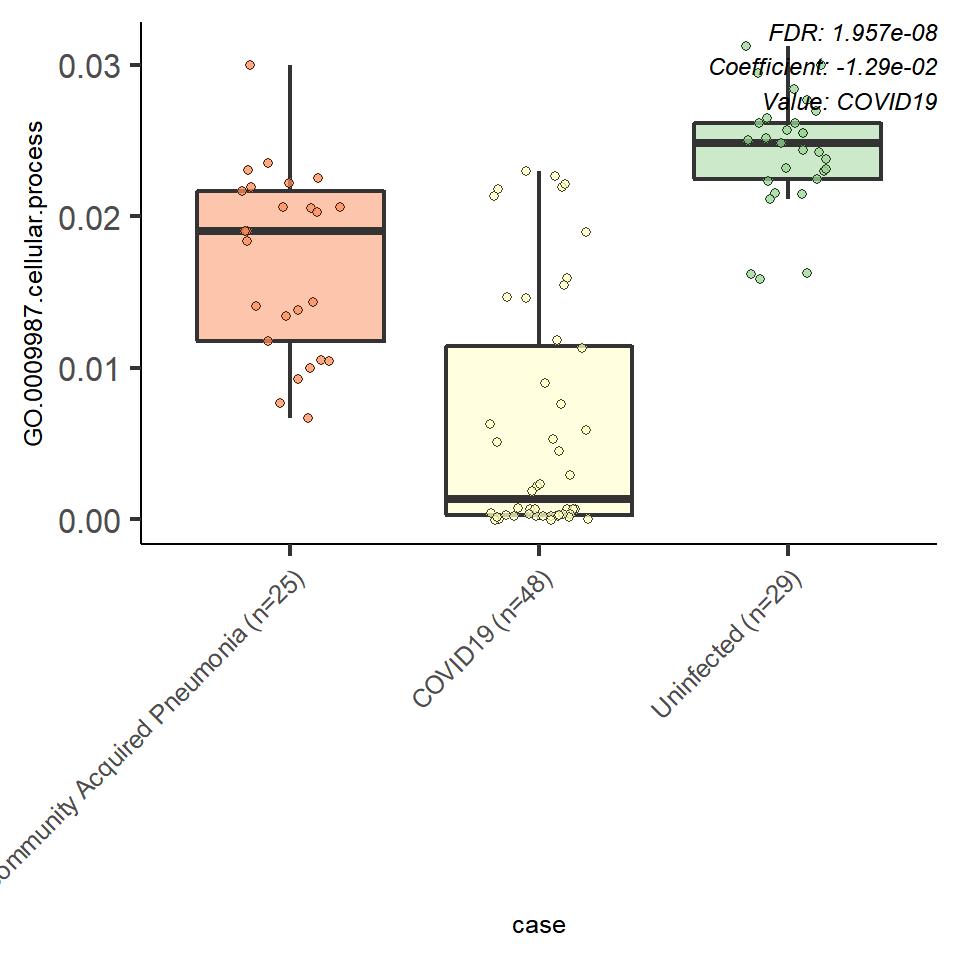 FDR: 1.957e-08
Coefficient: -1.29e-02
Value: COVID19
GO.0009987.cellular.process
0.03
0.02
0.01
0.00
ommunity Acquired Pneumonia (n=25)
COVID19 (n=48)
Uninfected (n=29)
case